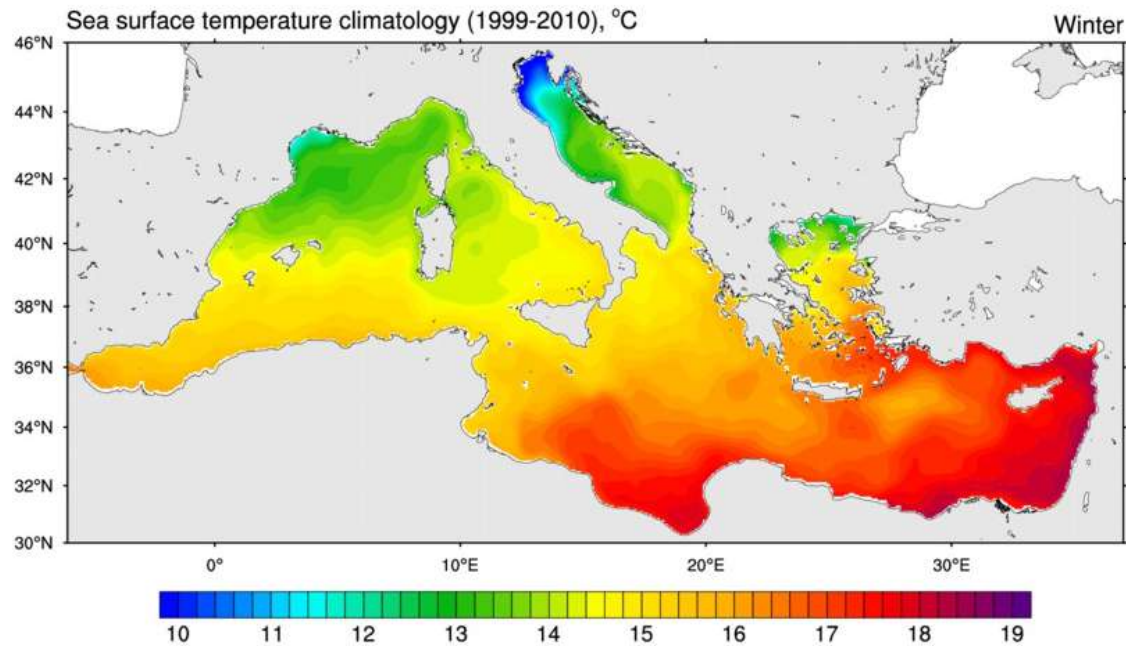 Sea surface temperature climatology (1999-2010), °C Winter
46°N
44°N
42°N
40°N
38°N
36°N
34°N
32°N
30°N
0° 10°E 20°E 30°E
10 11 12 13 14 15 16 17 18 19